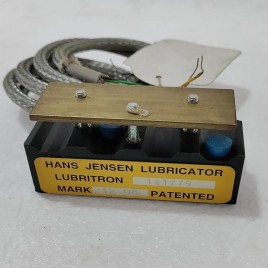 HANS JENSEN LUBRICATOR
LUBRITRON
MARK PATENTED